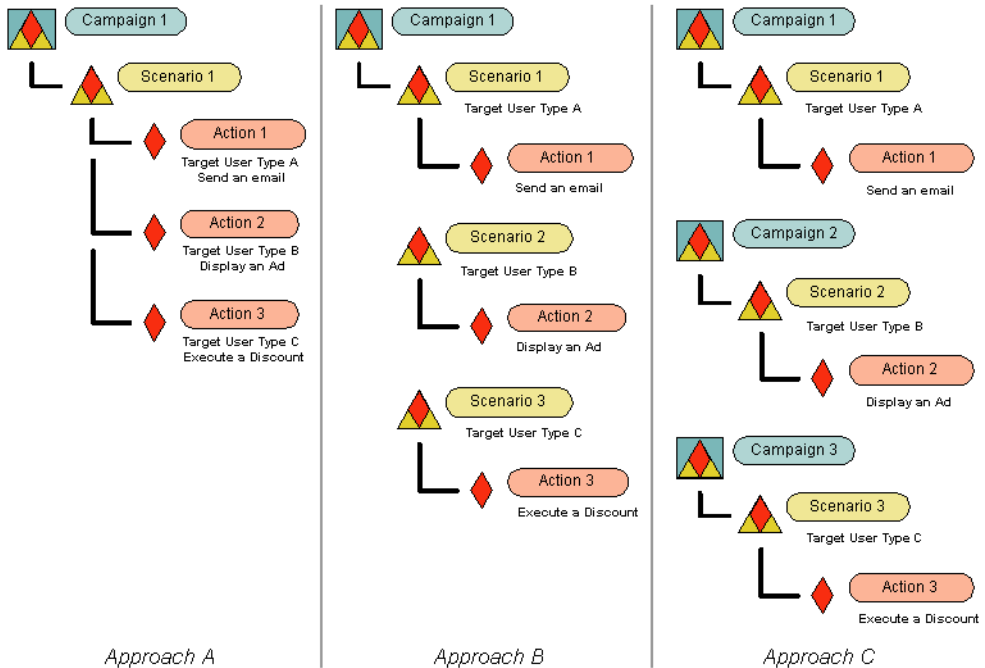 Campaign 1
Scenario 1
Action 1
Target User Type A
Send an email
Action 2
Target User Type B
Display an Ad
Action 3
Target User Type C
Execute a Discount
Approach A
Campaign 1
Scenario 1
Target User Type A
Action 1
Send an email
Scenario 2
Target User Type B
Action 2
Display an Ad
Scenario 3
Target User Type C
Action 3
Execute a Discount
Approach B
Campaign 1
Scenario 1
Target User Type A
Action 1
Send an email
Campaign 2
Scenario 2
Target User Type B
Action 2
Display an Ad
Campaign 3
Scenario 3
Target User Type C
Action 3
Execute a Discount
Approach C